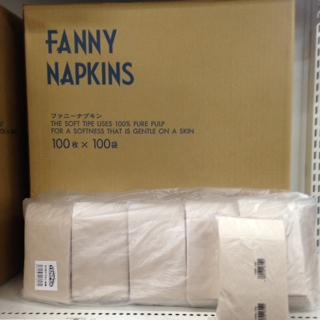 FANNY
NAPKINS
ファニーナプキン
THE SOFT TIPE USES 100% PURE PULP
FOR A SOFTNESS THAT IS GENTLE ON A SKIN
100枚×100袋